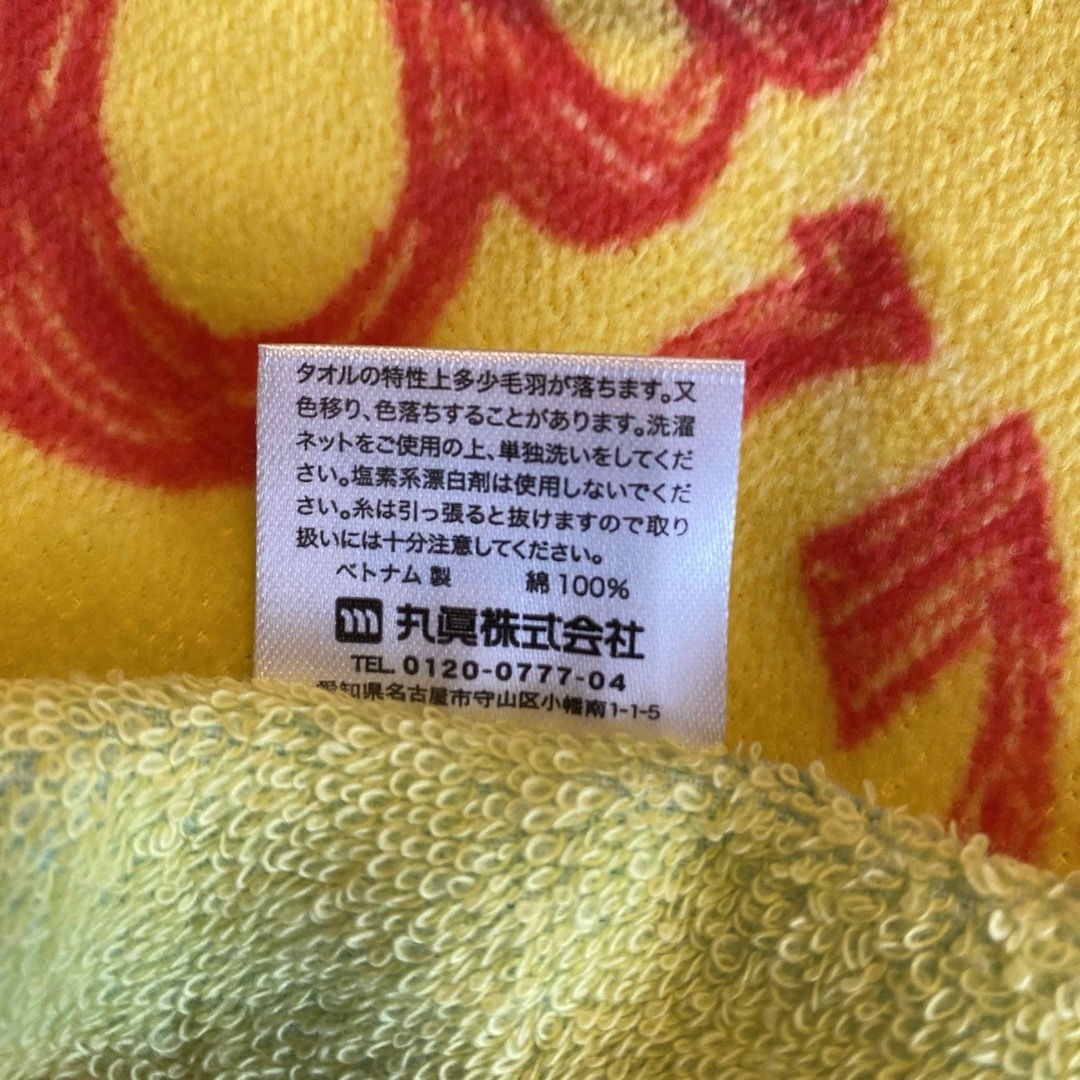 タオルの特性上多少毛羽が落ちます。又
色移り、色落ちすることがあります。洗濯
ネットをご使用の上、単独洗いをしてくだ
さい。塩素系漂白剤は使用しないでくだ
さい。糸は引っ張ると抜けますので取り
扱いには十分注意してください。
ベトナム 製 綿 100%
丸眞株式会社
TEL. 0120-0777-04
愛知県名古屋市守山区小幡南1-1-5